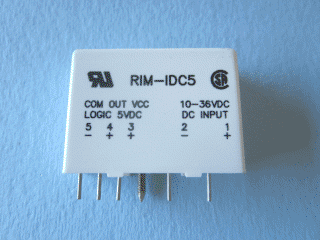 RIM-IDC5
COM OUT VCC 10-36VDC
LOGIC 5VDC DC INPUT
5 4 3 2 1
- + + - +